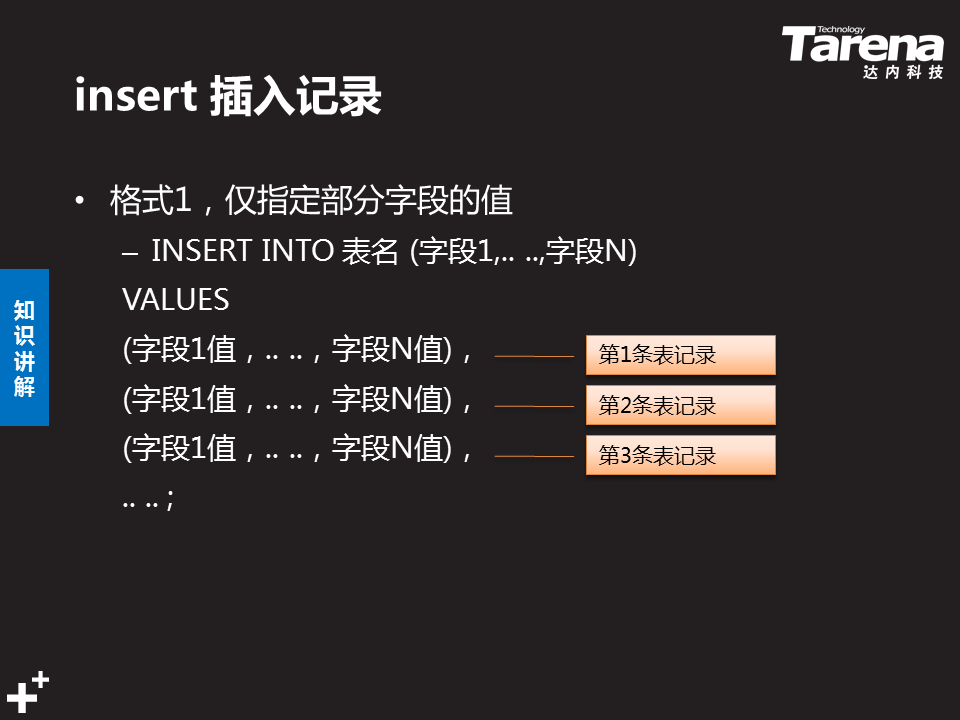 Technology
Tarena
达内科技
insert 插入记录
• 格式1，仅指定部分字段的值
– INSERT INTO 表名 (字段1,.. ..,字段N)
VALUES
(字段1值，.. ..，字段N值)，
第1条表记录
(字段1值，.. ..，字段N值)，
第2条表记录
(字段1值，.. ..，字段N值)，
第3条表记录
.. .. ;
知识讲解